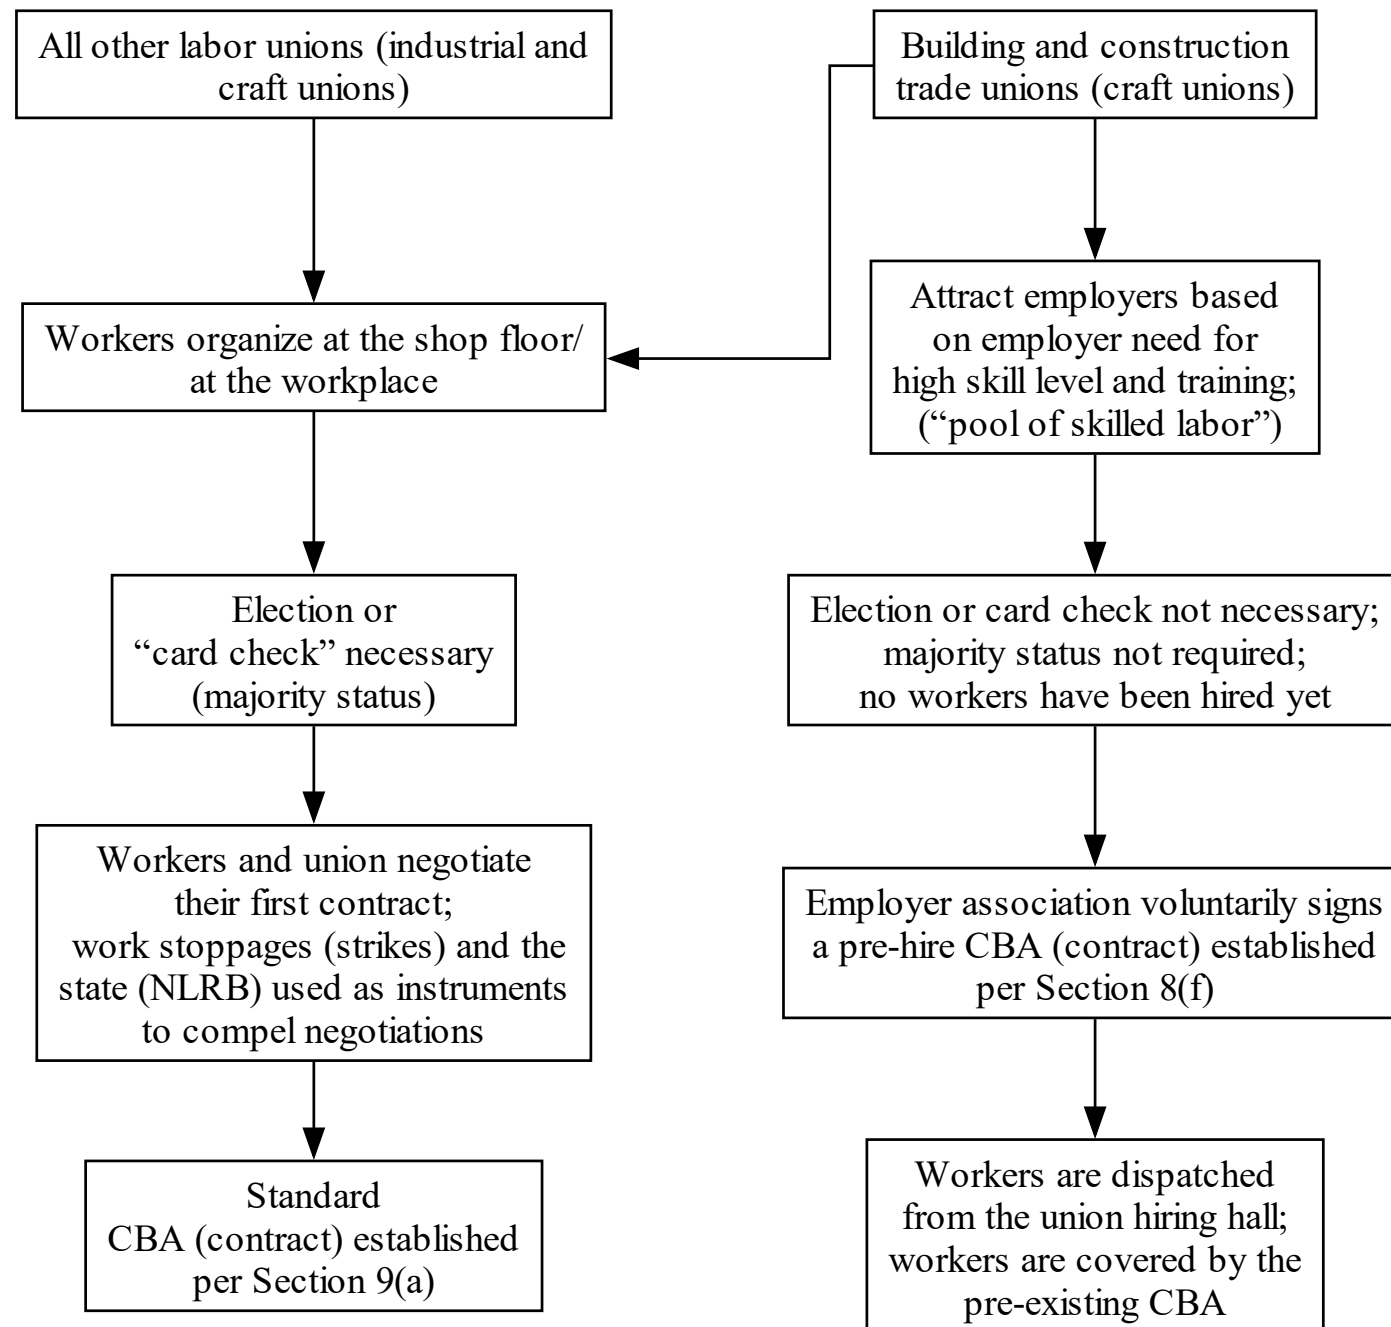 All other labor unions (industrial and
craft unions)
Building and construction
trade unions (craft unions)
Workers organize at the shop floor/
at the workplace
Attract employers based
on employer need for
high skill level and training;
(“pool of skilled labor”)
Election or
“card check” necessary
(majority status)
Election or card check not necessary;
majority status not required;
no workers have been hired yet
Workers and union negotiate
their first contract;
work stoppages (strikes) and the
state (NLRB) used as instruments
to compel negotiations
Employer association voluntarily signs
a pre-hire CBA (contract) established
per Section 8(f)
Standard
CBA (contract) established
per Section 9(a)
Workers are dispatched
from the union hiring hall;
workers are covered by the
pre-existing CBA